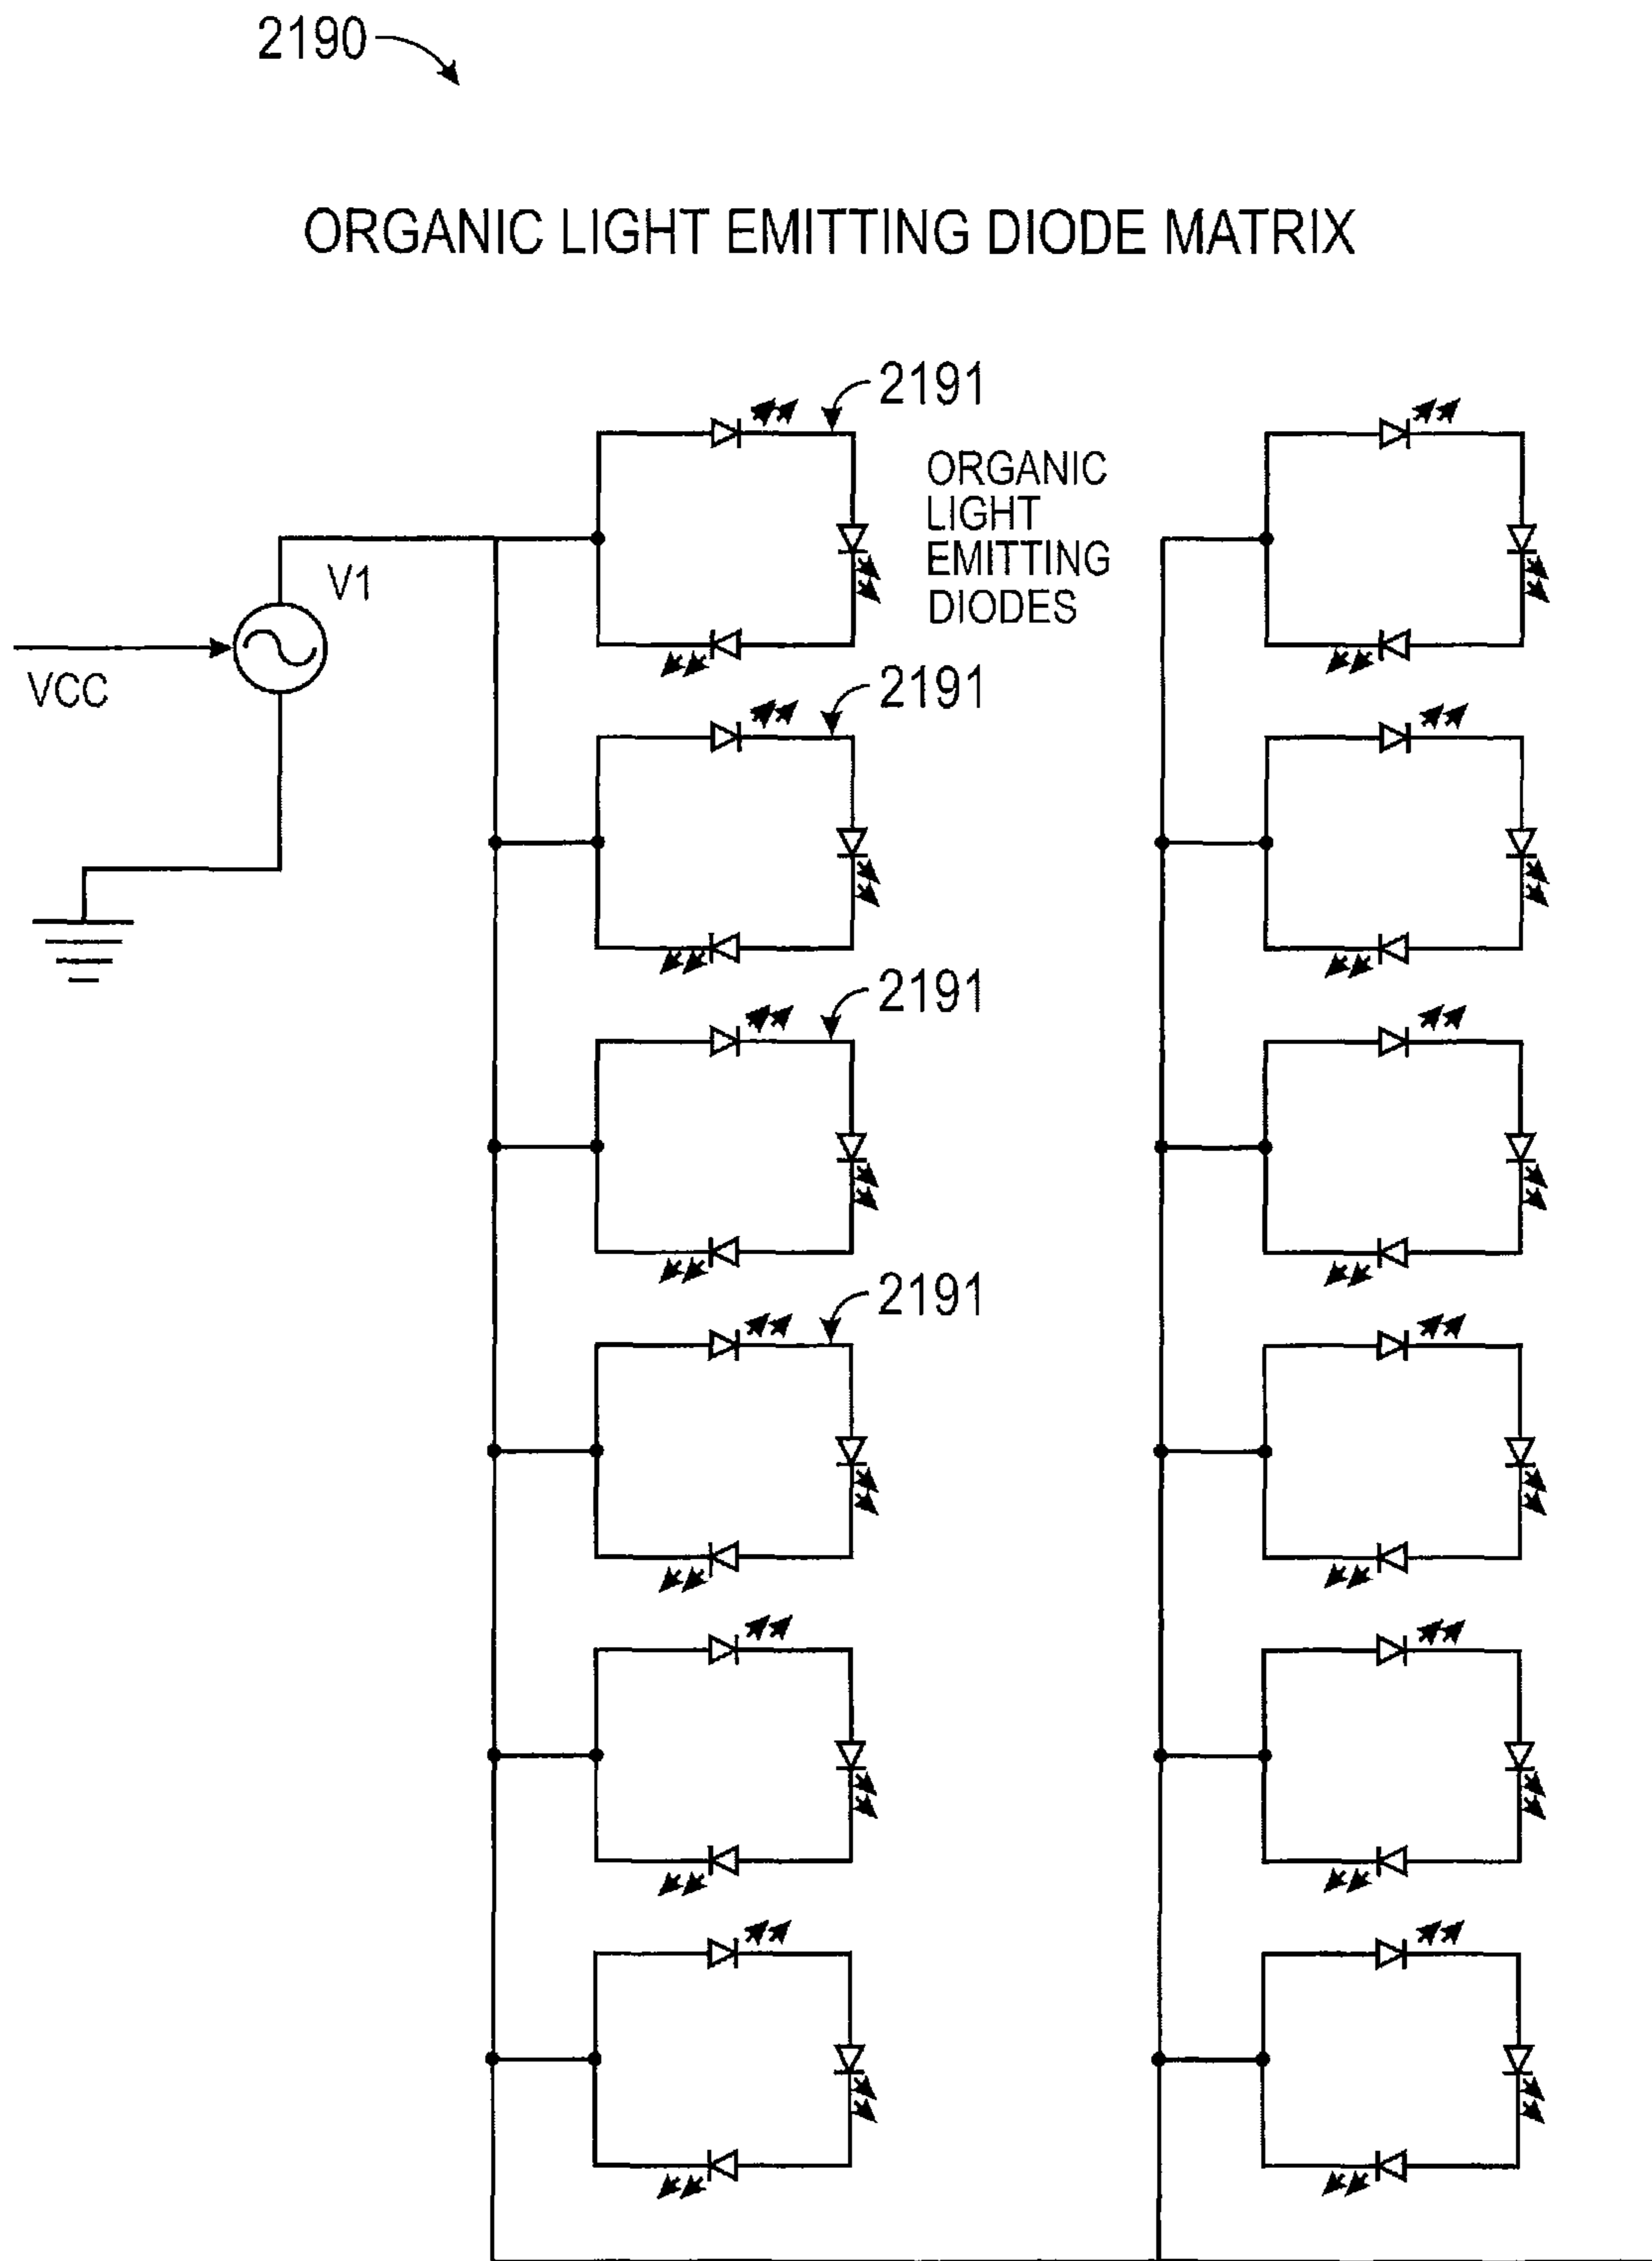 2190
ORGANIC LIGHT EMITTING DIODE MATRIX
2191
ORGANIC
LIGHT
EMITTING
DIODES
V1
VCC
2191
2191
2191